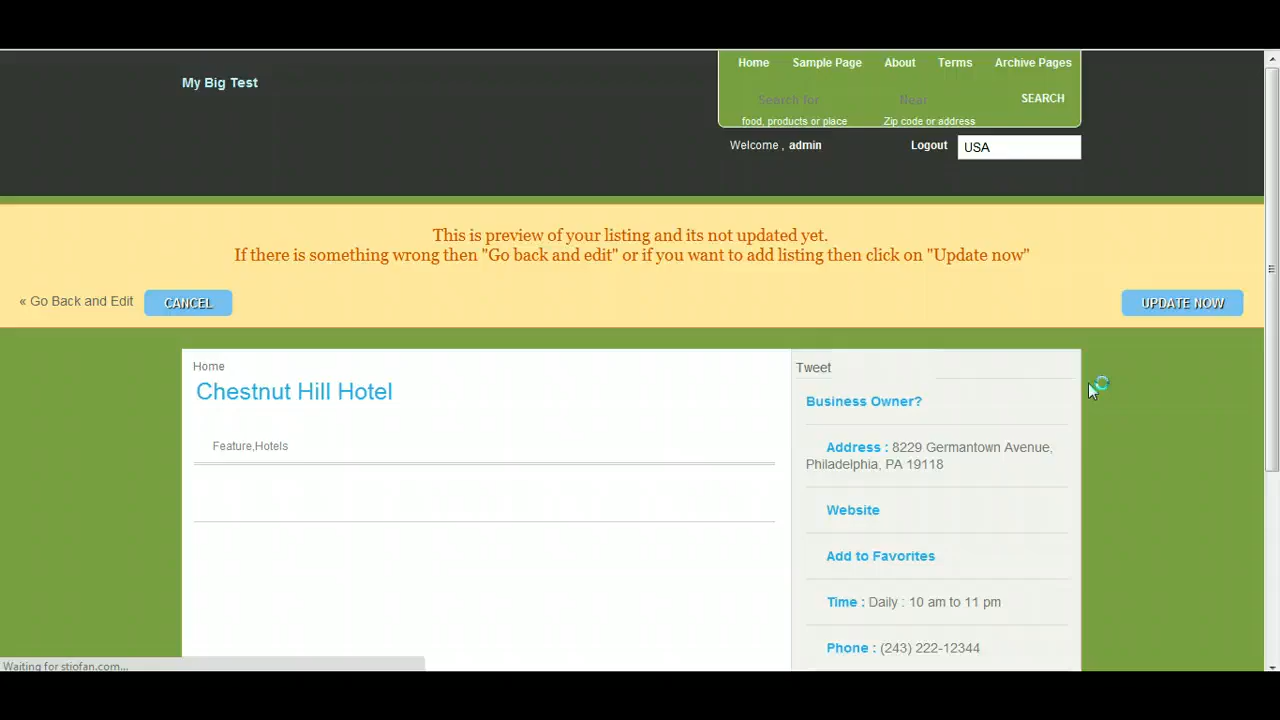 My Big Test
Home Sample Page About Terms Archive Pages
Search for Near SEARCH
food, products or place Zip code or address
Welcome , admin Logout USA
This is preview of your listing and its not updated yet.
If there is something wrong then "Go back and edit" or if you want to add listing then click on "Update now"
« Go Back and Edit CANCEL UPDATE NOW
Home
Chestnut Hill Hotel
Feature,Hotels
Tweet
Business Owner?
Address : 8229 Germantown Avenue,
Philadelphia, PA 19118
Website
Add to Favorites
Time : Daily : 10 am to 11 pm
Phone : (243) 222-12344
Waiting for stiofan.com...